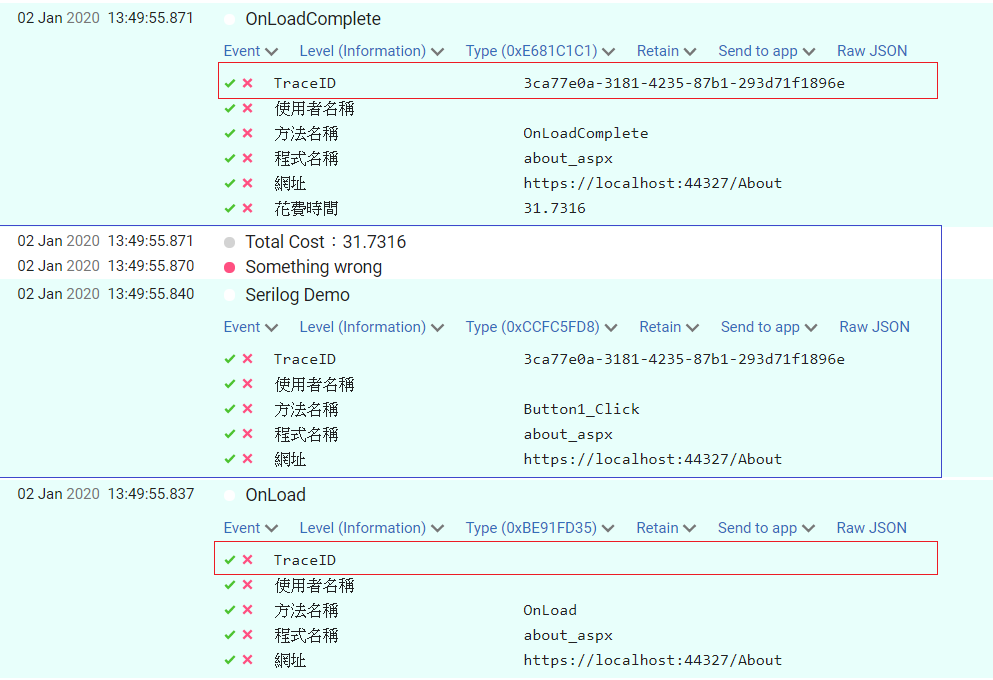 02 Jan 2020 13:49:55.871 OnLoadComplete
Event Level (Information) Type (0xE681C1C1) Retain Send to app Raw JSON
TraceID 3ca77e0a-3181-4235-87b1-293d71f1896e
使用者名稱
方法名稱 OnLoadComplete
程式名稱 about_aspx
網址 https://localhost:44327/About
花費時間 31.7316
02 Jan 2020 13:49:55.871 Total Cost：31.7316
02 Jan 2020 13:49:55.870 Something wrong
02 Jan 2020 13:49:55.840 Serilog Demo
Event Level (Information) Type (0xCCFC5FD8) Retain Send to app Raw JSON
TraceID 3ca77e0a-3181-4235-87b1-293d71f1896e
使用者名稱
方法名稱 Button1_Click
程式名稱 about_aspx
網址 https://localhost:44327/About
02 Jan 2020 13:49:55.837 OnLoad
Event Level (Information) Type (0xBE91FD35) Retain Send to app Raw JSON
TraceID
使用者名稱
方法名稱 OnLoad
程式名稱 about_aspx
網址 https://localhost:44327/About